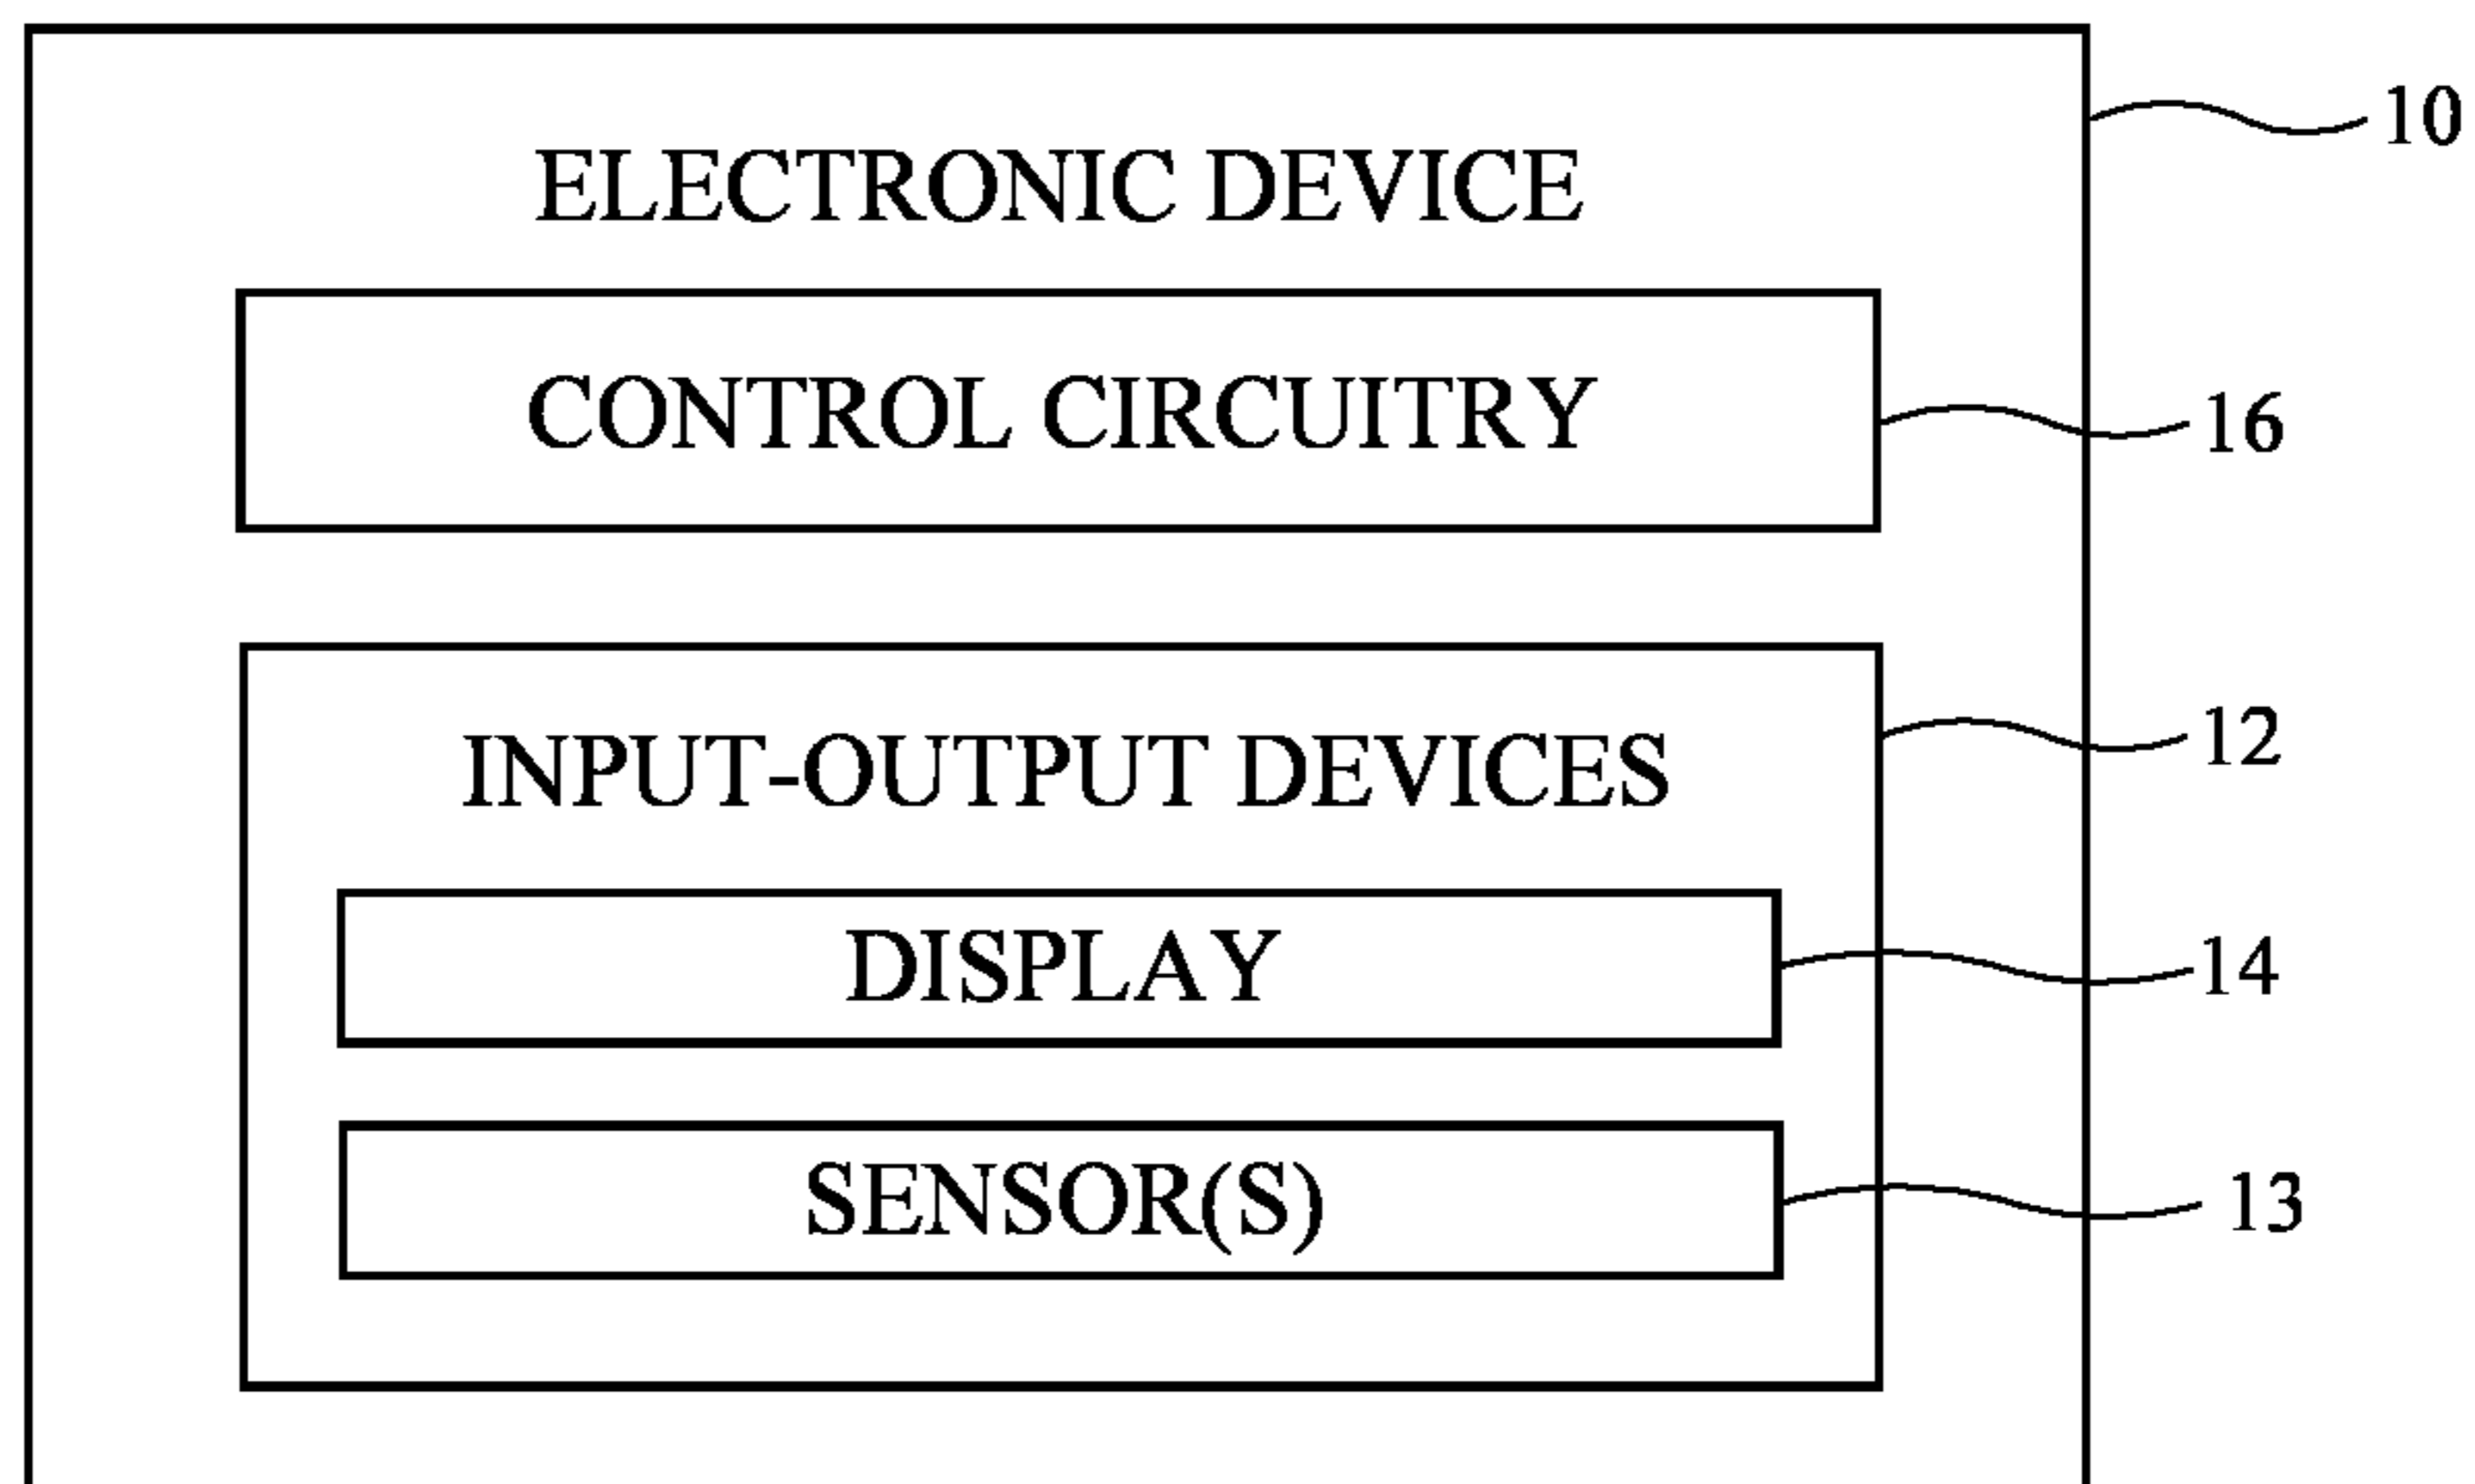 10
ELECTRONIC DEVICE
CONTROL CIRCUITRY
16
INPUT-OUTPUT DEVICES
12
DISPLAY
14
SENSOR(S)
13